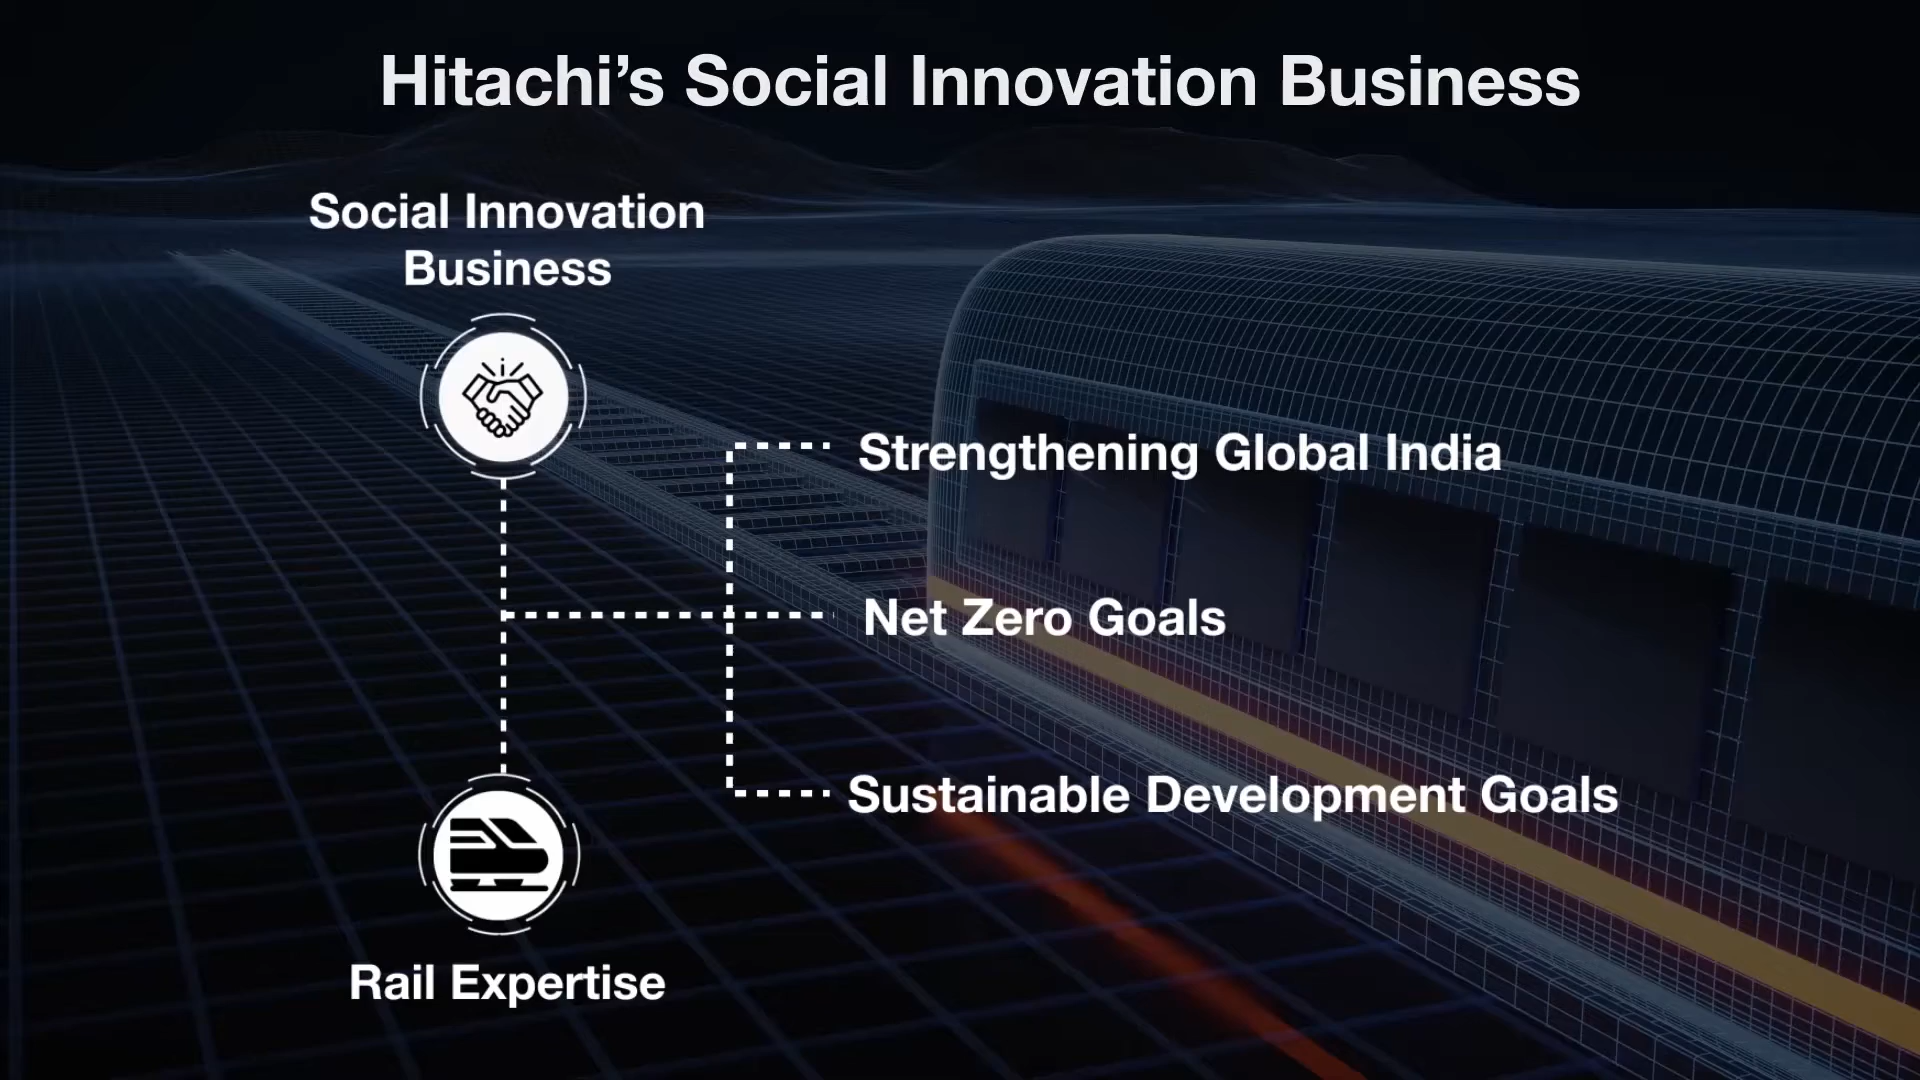 Hitachi’s Social Innovation Business
Social Innovation
Business
Strengthening Global India
Net Zero Goals
Sustainable Development Goals
Rail Expertise